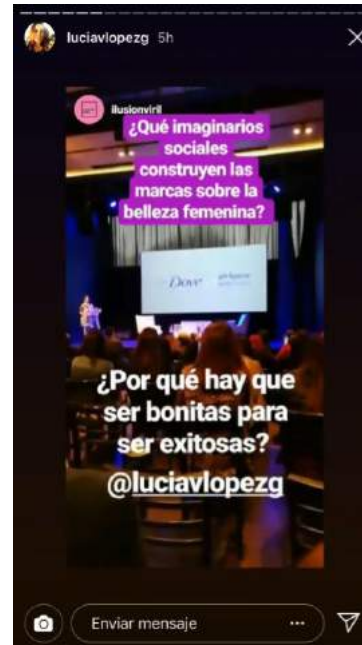 luciavlopezg 5h
ilusionviril
¿Qué imaginarios
sociales
construyen las
marcas sobre la
belleza femenina?
Dove
¿Por qué hay que
ser bonitas para
ser exitosas?
@luciavlopezg
Enviar mensaje